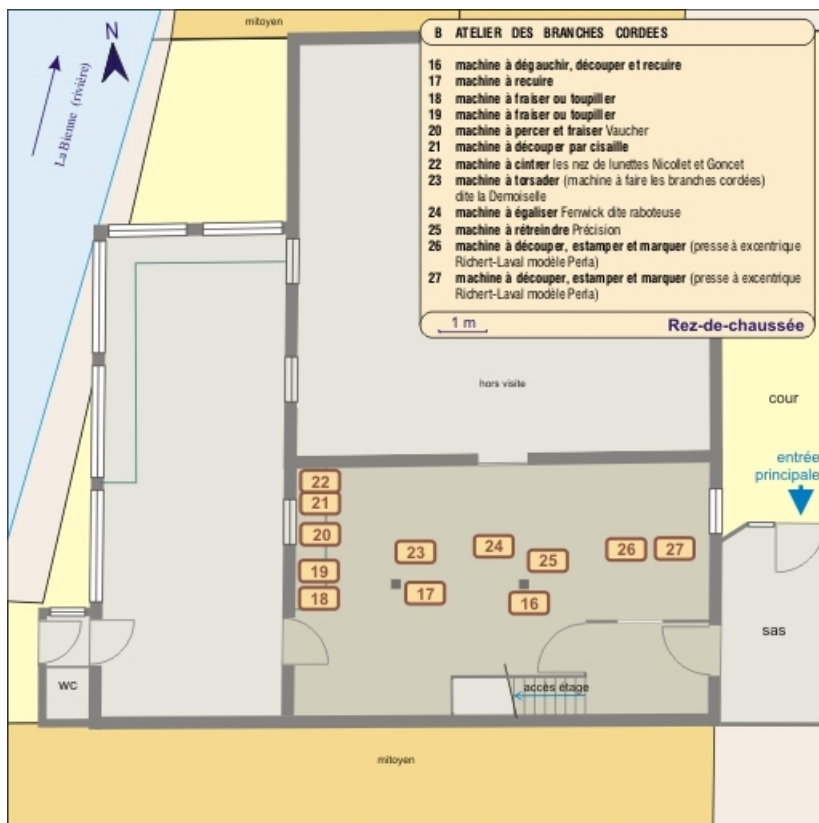 mitoyen
N
La Bienne (rivière)
B ATELIER DES BRANCHES CORDEES
16 machine à dégauchir, découper et recuire
17 machine à recuire
18 machine à fraiser ou toupiller
19 machine à fraiser ou toupiller
20 machine à percer et fraiser Vaucher
21 machine à découper par cisaille
22 machine à cintrer les nez de lunettes Nicollet et Goncet
23 machine à torsader (machine à faire les branches cordées)
dite la Demoiselle
24 machine à égaliser Fenwick dite raboteuse
25 machine à rétreindre Précision
26 machine à découper, estamper et marquer (presse à excentrique
Richert-Laval modèle Perla)
27 machine à découper, estamper et marquer (presse à excentrique
Richert-Laval modèle Perla)
1 m Rez-de-chaussée
hors visite
cour
entrée
principale
22
21
20
19
18
23
17
24
25
16
26
27
sas
wc
accès étage
mitoyen